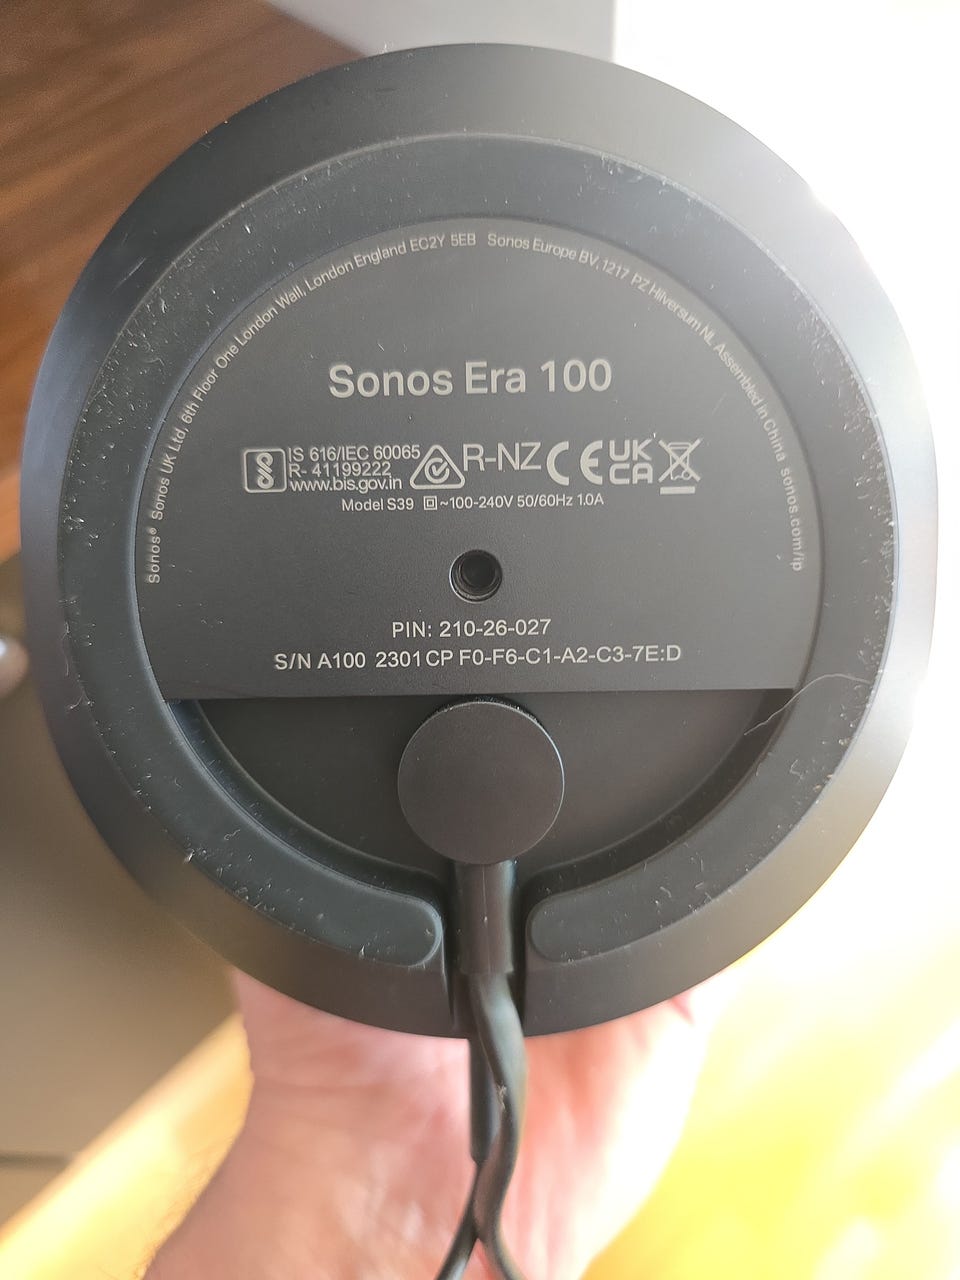 Sonos® Sonos UK Ltd, 6th Floor One London Wall, London England EC2Y 5EB Sonos Europe BV, 1217 PZ Hilversum NL Assembled in China sonos.com/ip
Sonos Era 100
IS 616/IEC 60065
R- 41199222
www.bis.gov.in
R-NZ CE UK CA
Model S39 ~100-240V 50/60Hz 1.0A
PIN: 210-26-027
S/N A100 2301 CP F0-F6-C1-A2-C3-7E:D